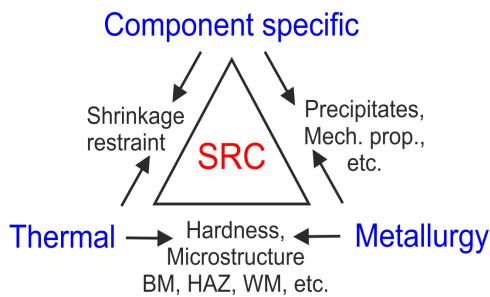 Component specific
Shrinkage
restraint
Precipitates,
Mech. prop.,
etc.
SRC
Thermal
Hardness,
Microstructure
BM, HAZ, WM, etc.
Metallurgy